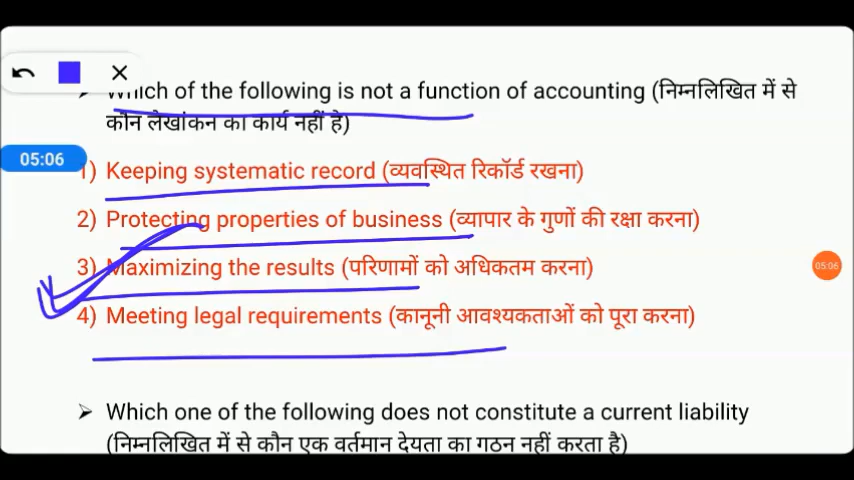 Which of the following is not a function of accounting (निम्नलिखित में से
कौन लेखांकन का कार्य नहीं है)
05:06
1) Keeping systematic record (व्यवस्थित रिकॉर्ड रखना)
2) Protecting properties of business (व्यापार के गुणों की रक्षा करना)
3) Maximizing the results (परिणामों को अधिकतम करना)
05:06
4) Meeting legal requirements (कानूनी आवश्यकताओं को पूरा करना)
Which one of the following does not constitute a current liability
(निम्नलिखित में से कौन एक वर्तमान देयता का गठन नहीं करता है)